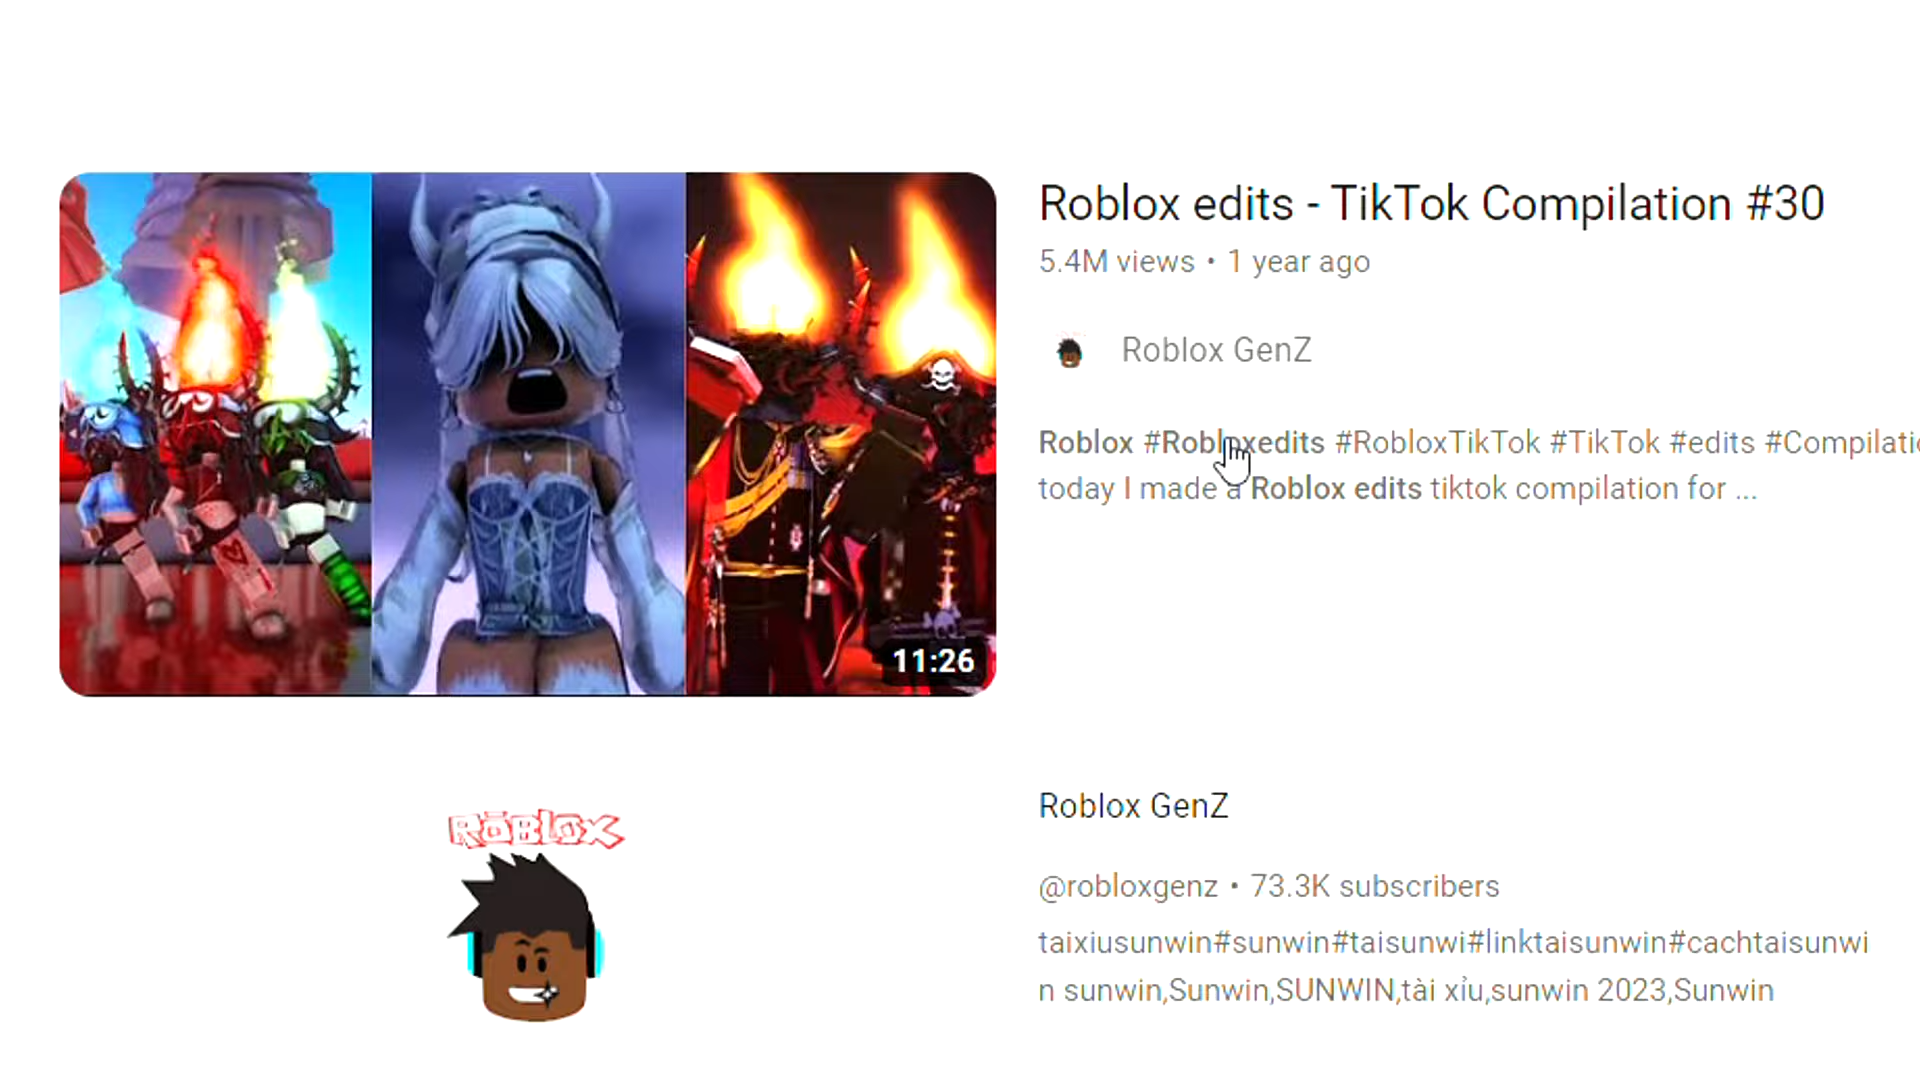 Roblox edits - TikTok Compilation #30
5.4M views • 1 year ago
Roblox GenZ
Roblox #Robloxedits #RobloxTikTok #TikTok #edits #Compilatio
today I made a Roblox edits tiktok compilation for ...
11:26
ROBLOX
Roblox GenZ
@robloxgenz • 73.3K subscribers
taixiusunwin#sunwin#taisunwi#linktaisunwin#cachtaisunwi
n sunwin,Sunwin,SUNWIN,tài xỉu,sunwin 2023,Sunwin